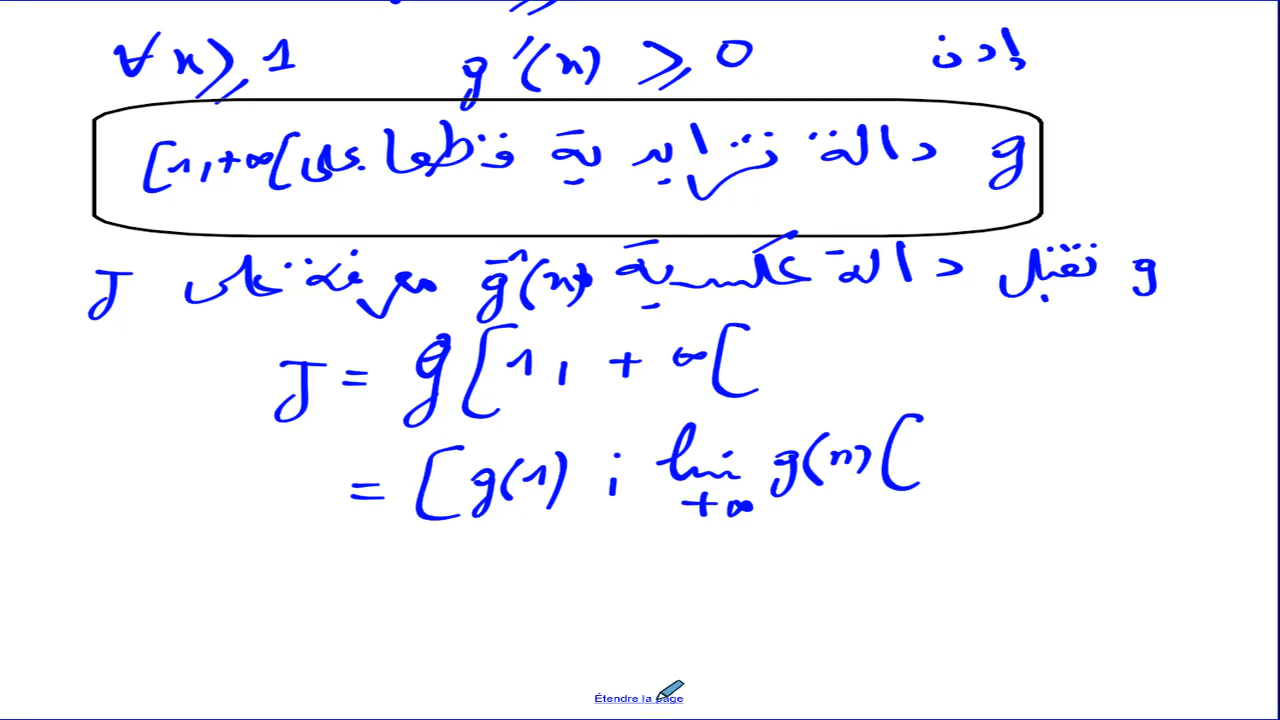 ∀x ≥ 1 g'(x) ≥ 0 إذن
g دالة تزايدية قطعا على [1,+∞[
و تقبل دالة عكسية g⁻¹(x) معرفة على J
J = g[1, +∞[
= [g(1) ; lim +∞ g(x)[
Étendre la page